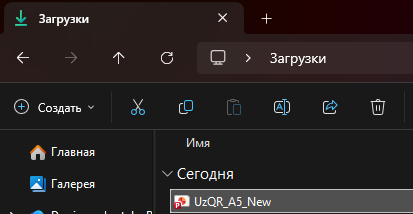 Загрузки
Загрузки
Создать
Имя
Главная
Сегодня
Галерея
UzQR_A5_New